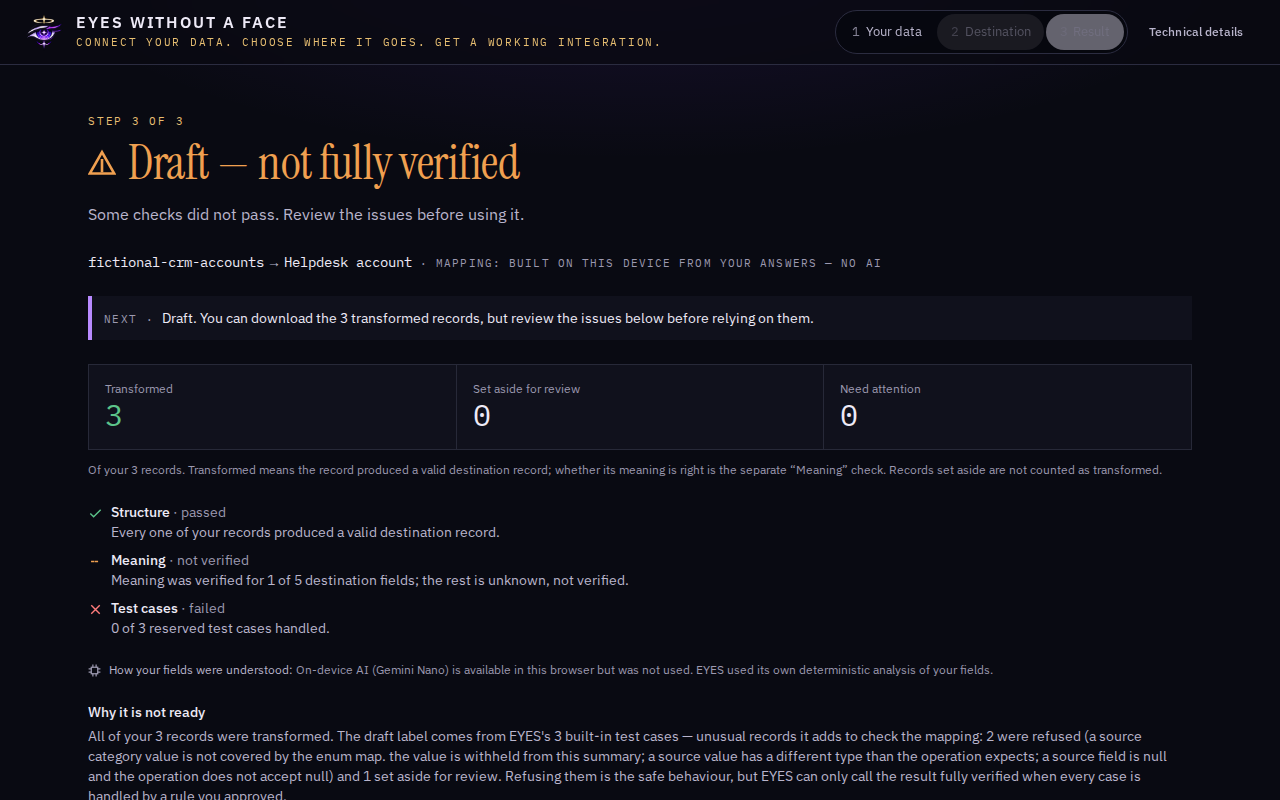 EYES WITHOUT A FACE
CONNECT YOUR DATA. CHOOSE WHERE IT GOES. GET A WORKING INTEGRATION.
1 Your data
2 Destination
Result
Technical details
STEP 3 OF 3
Draft — not fully verified
Some checks did not pass. Review the issues before using it.
fictional-crm-accounts → Helpdesk account · MAPPING: BUILT ON THIS DEVICE FROM YOUR ANSWERS — NO AI
NEXT · Draft. You can download the 3 transformed records, but review the issues below before relying on them.
Transformed
3
Set aside for review
0
Need attention
0
Of your 3 records. Transformed means the record produced a valid destination record; whether its meaning is right is the separate “Meaning” check. Records set aside are not counted as transformed.
Structure · passed
Every one of your records produced a valid destination record.
Meaning · not verified
Meaning was verified for 1 of 5 destination fields; the rest is unknown, not verified.
Test cases · failed
0 of 3 reserved test cases handled.
How your fields were understood: On-device AI (Gemini Nano) is available in this browser but was not used. EYES used its own deterministic analysis of your fields.
Why it is not ready
All of your 3 records were transformed. The draft label comes from EYES's 3 built-in test cases — unusual records it adds to check the mapping: 2 were refused (a source
category value is not covered by the enum map. the value is withheld from this summary; a source value has a different type than the operation expects; a source field is null
and the operation does not accept null) and 1 set aside for review. Refusing them is the safe behaviour, but EYES can only call the result fully verified when every case is
handled by a rule you approved.